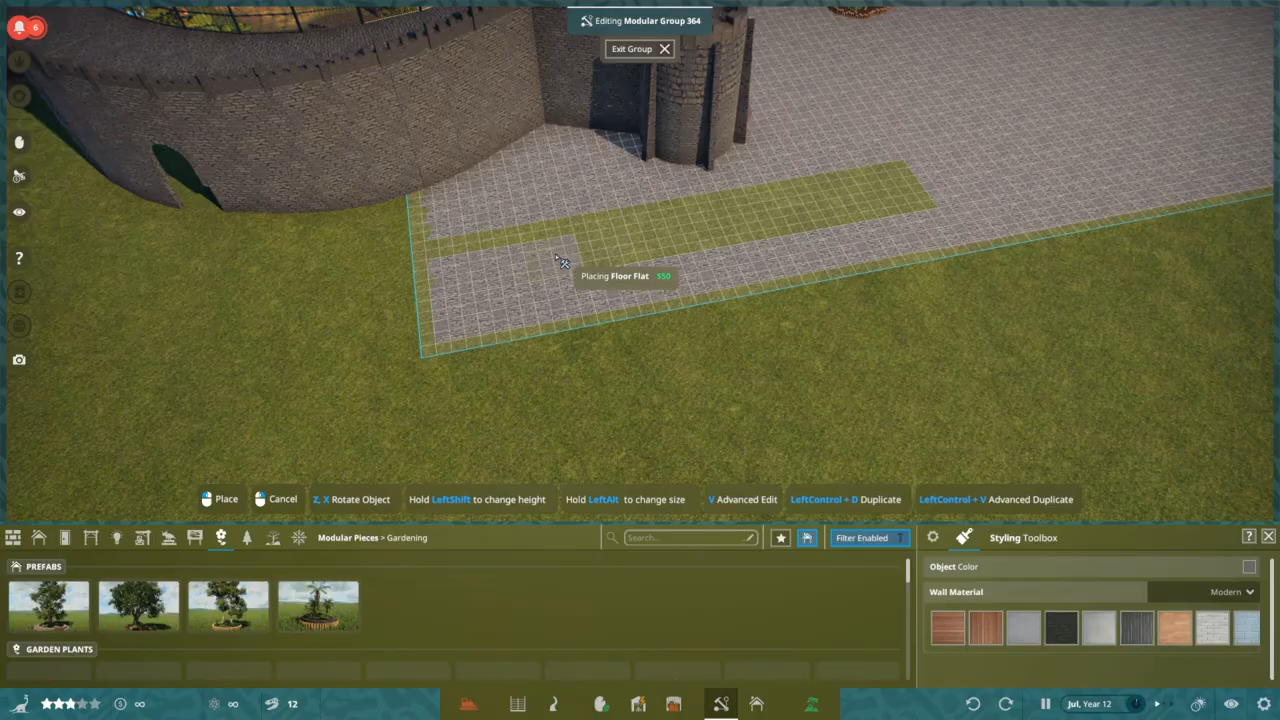 6
Editing Modular Group 364
Exit Group
Placing Floor Flat $50
Place
Cancel
Z, X Rotate Object
Hold LeftShift to change height
Hold LeftAlt to change size
V Advanced Edit
LeftControl + D Duplicate
LeftControl + V Advanced Duplicate
Modular Pieces > Gardening
Search...
Filter Enabled
Styling Toolbox
?
PREFABS
Object Color
Wall Material
Modern
GARDEN PLANTS
∞
∞
12
Jul, Year 12